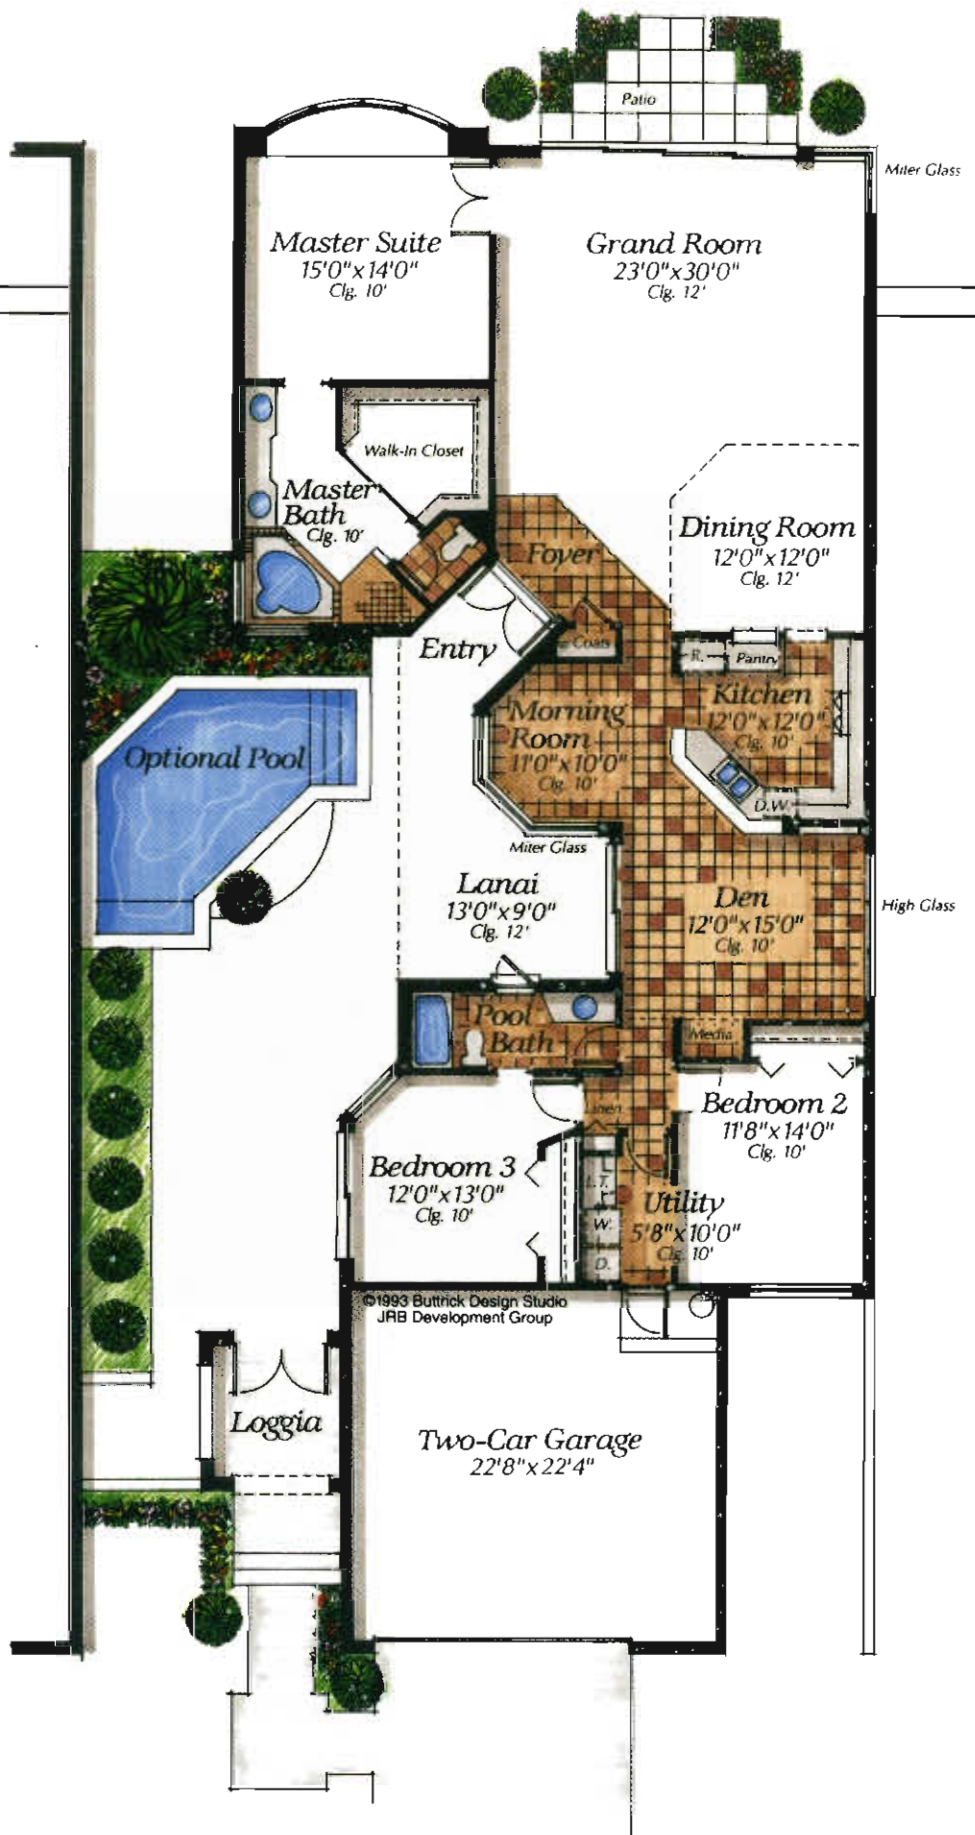 Patio
Miter Glass
Master Suite
15'0"x14'0"
Clg. 10'
Grand Room
23'0"x30'0"
Clg. 12'
Walk-In Closet
Master
Bath
Clg. 10'
Foyer
Dining Room
12'0"x12'0"
Clg. 12'
Entry
Coats
R.
Pantry
Kitchen
12'0"x12'0"
Clg. 10'
Morning
Room
11'0"x10'0"
Clg. 10'
Optional Pool
D.W.
Miter Glass
Lanai
13'0"x9'0"
Clg. 12'
Den
12'0"x15'0"
Clg. 10'
High Glass
Pool
Bath
Media
Linen
Bedroom 2
11'8"x14'0"
Clg. 10'
Bedroom 3
12'0"x13'0"
Clg. 10'
L.T.
W.
D.
Utility
5'8"x10'0"
Clg. 10'
©1993 Buttrick Design Studio
JRB Development Group
Loggia
Two-Car Garage
22'8"x22'4"